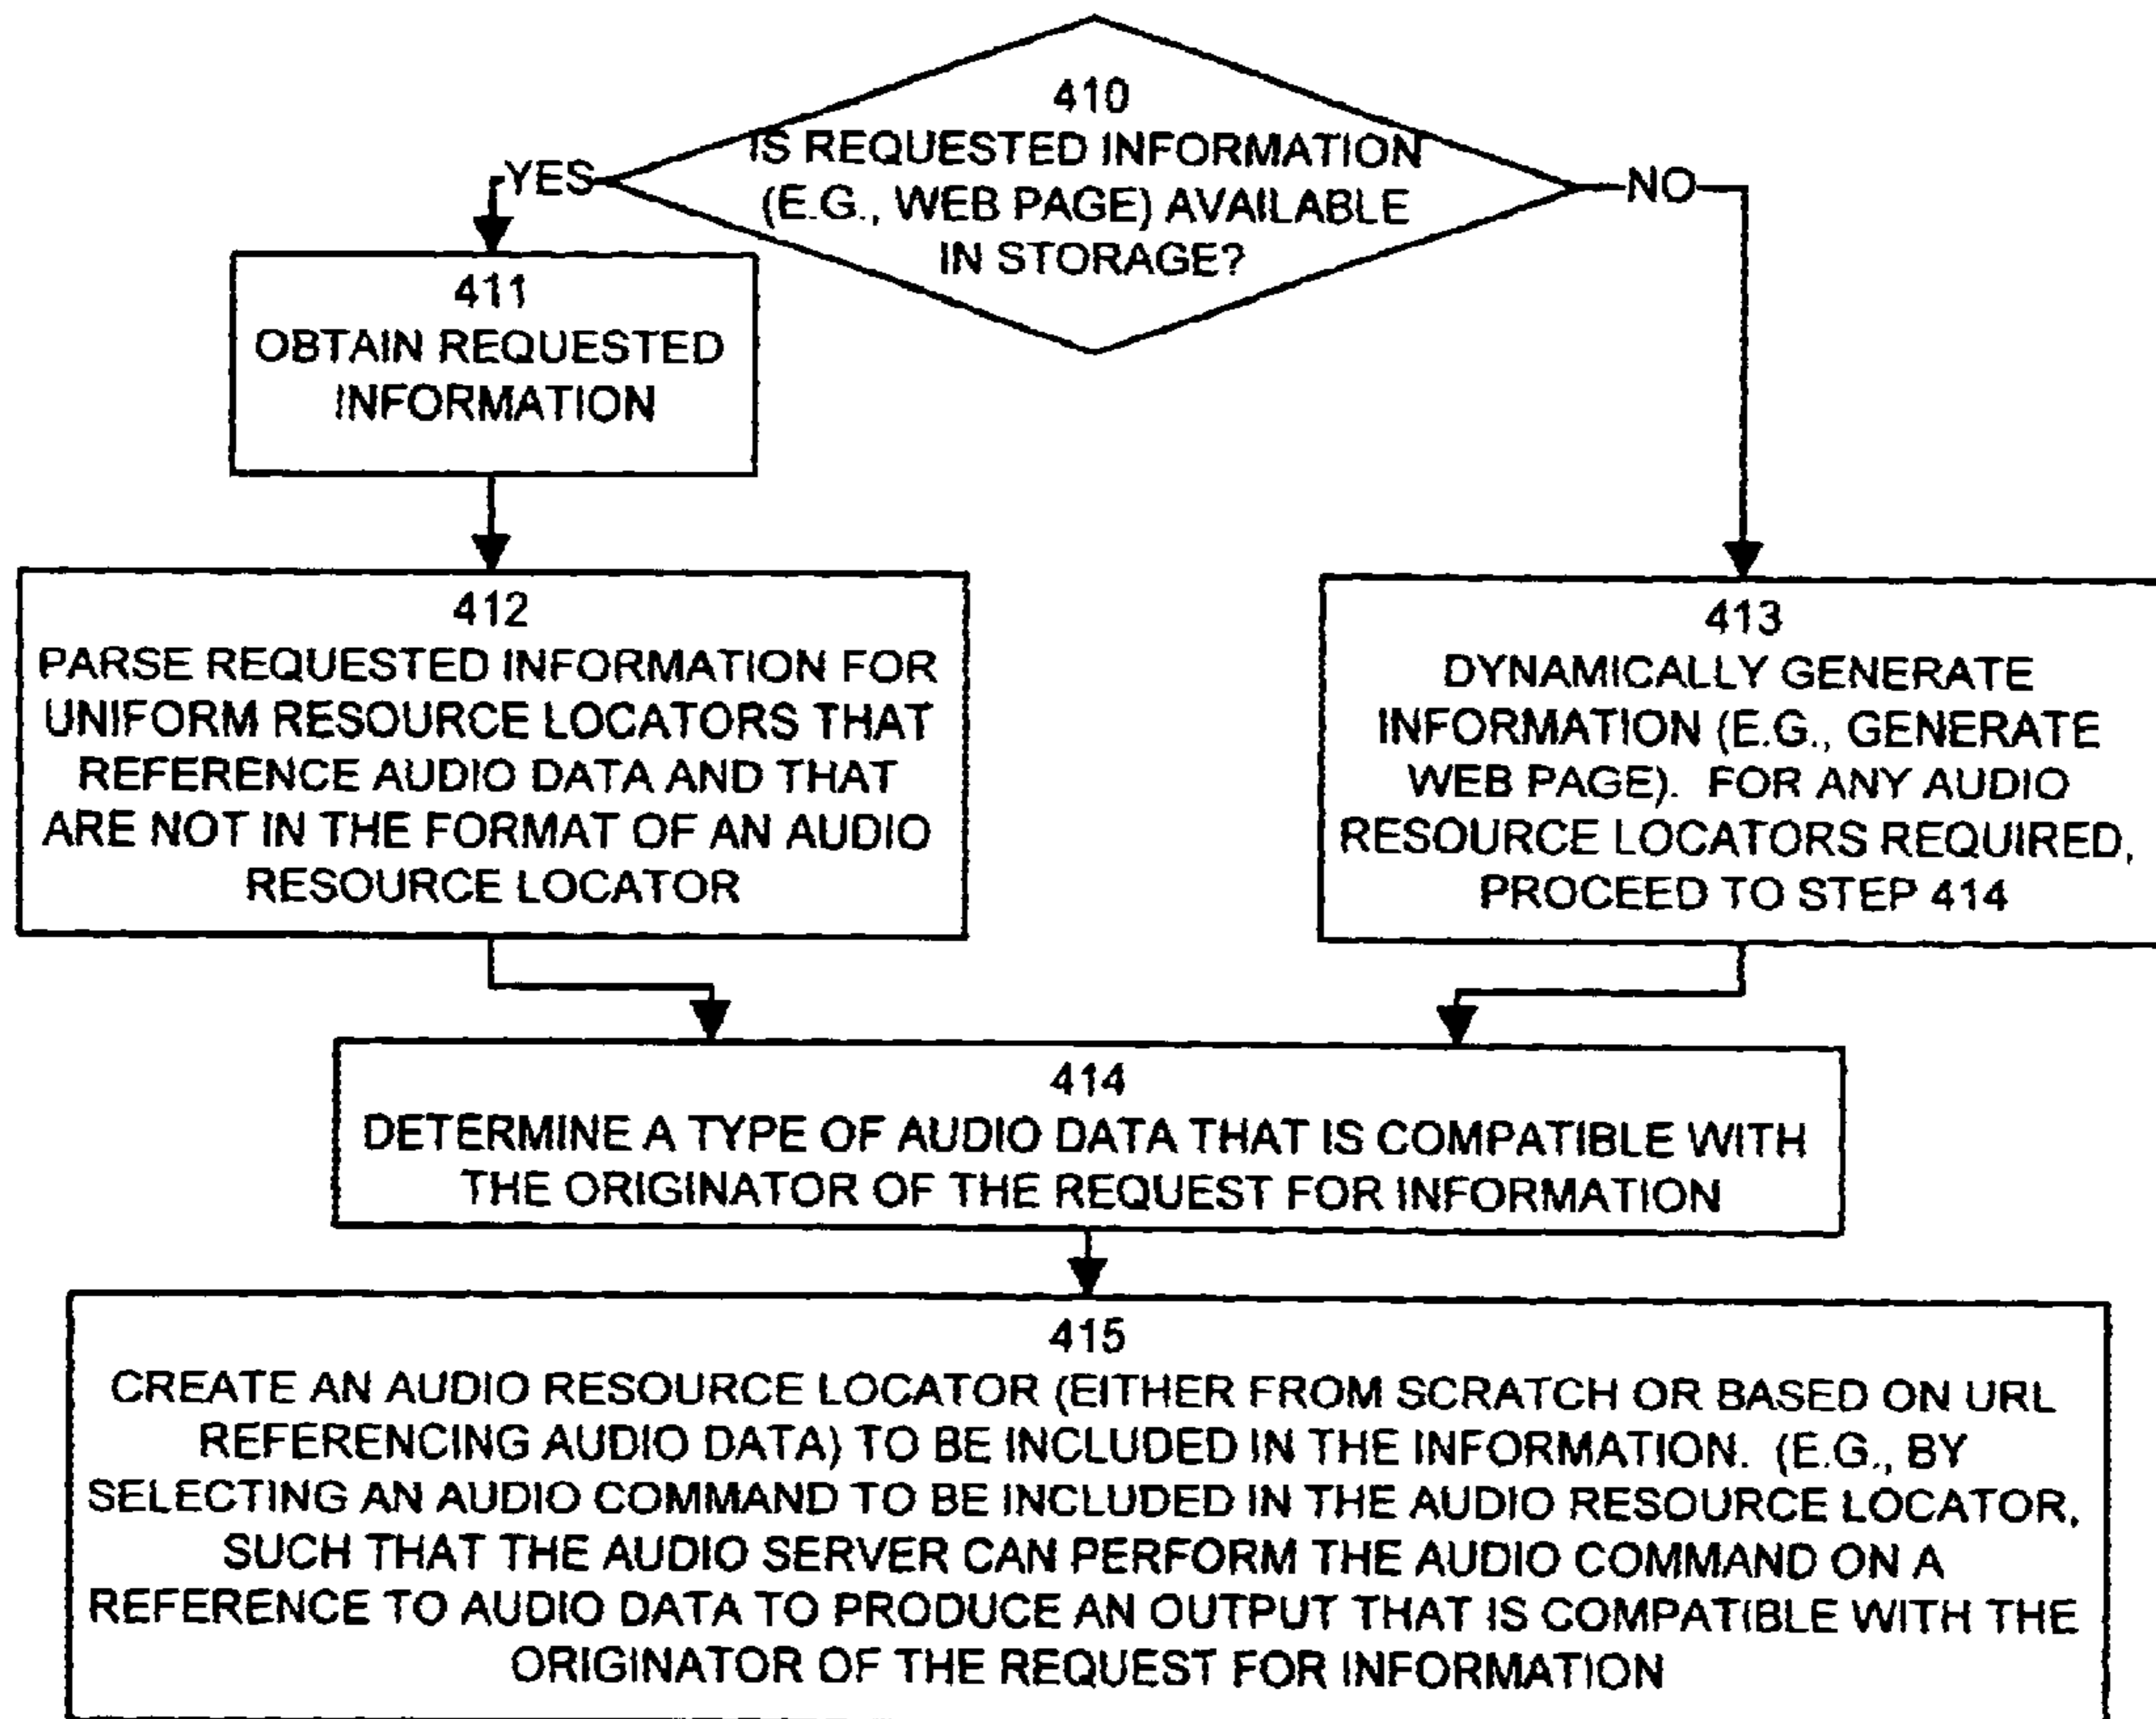 410
IS REQUESTED INFORMATION
(E.G., WEB PAGE) AVAILABLE
IN STORAGE?
YES
NO
411
OBTAIN REQUESTED
INFORMATION
412
PARSE REQUESTED INFORMATION FOR
UNIFORM RESOURCE LOCATORS THAT
REFERENCE AUDIO DATA AND THAT
ARE NOT IN THE FORMAT OF AN AUDIO
RESOURCE LOCATOR
413
DYNAMICALLY GENERATE
INFORMATION (E.G., GENERATE
WEB PAGE). FOR ANY AUDIO
RESOURCE LOCATORS REQUIRED,
PROCEED TO STEP 414
414
DETERMINE A TYPE OF AUDIO DATA THAT IS COMPATIBLE WITH
THE ORIGINATOR OF THE REQUEST FOR INFORMATION
415
CREATE AN AUDIO RESOURCE LOCATOR (EITHER FROM SCRATCH OR BASED ON URL
REFERENCING AUDIO DATA) TO BE INCLUDED IN THE INFORMATION. (E.G., BY
SELECTING AN AUDIO COMMAND TO BE INCLUDED IN THE AUDIO RESOURCE LOCATOR,
SUCH THAT THE AUDIO SERVER CAN PERFORM THE AUDIO COMMAND ON A
REFERENCE TO AUDIO DATA TO PRODUCE AN OUTPUT THAT IS COMPATIBLE WITH THE
ORIGINATOR OF THE REQUEST FOR INFORMATION